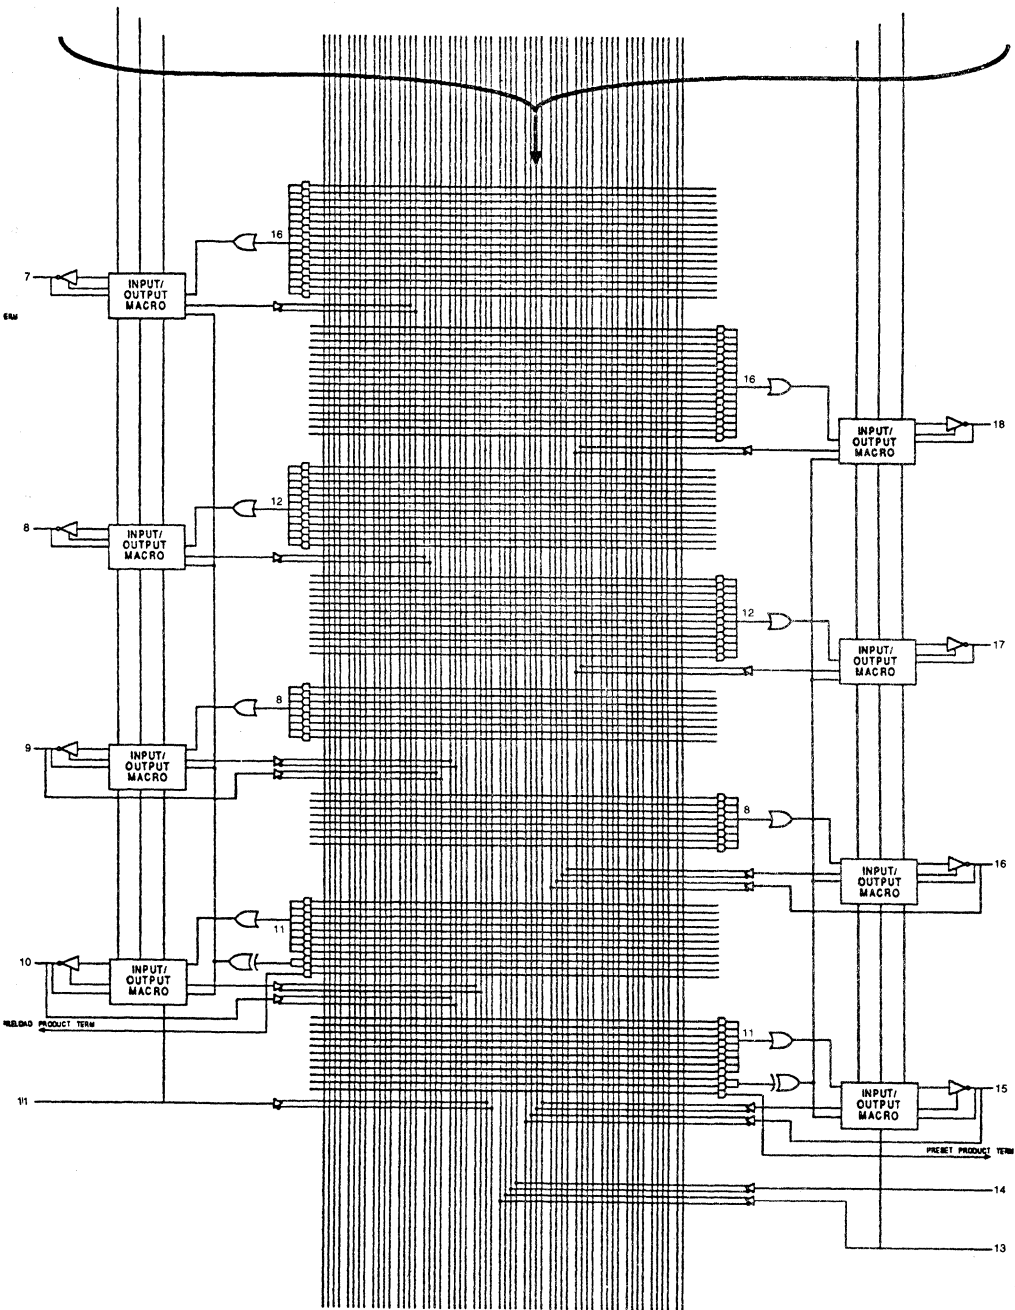 16
7
INPUT/
OUTPUT
MACRO
16
18
INPUT/
OUTPUT
MACRO
12
8
INPUT/
OUTPUT
MACRO
12
17
INPUT/
OUTPUT
MACRO
8
9
INPUT/
OUTPUT
MACRO
8
16
INPUT/
OUTPUT
MACRO
11
10
INPUT/
OUTPUT
MACRO
PRODUCT TERM
11
15
INPUT/
OUTPUT
MACRO
11
PRESET PRODUCT TERM
14
13